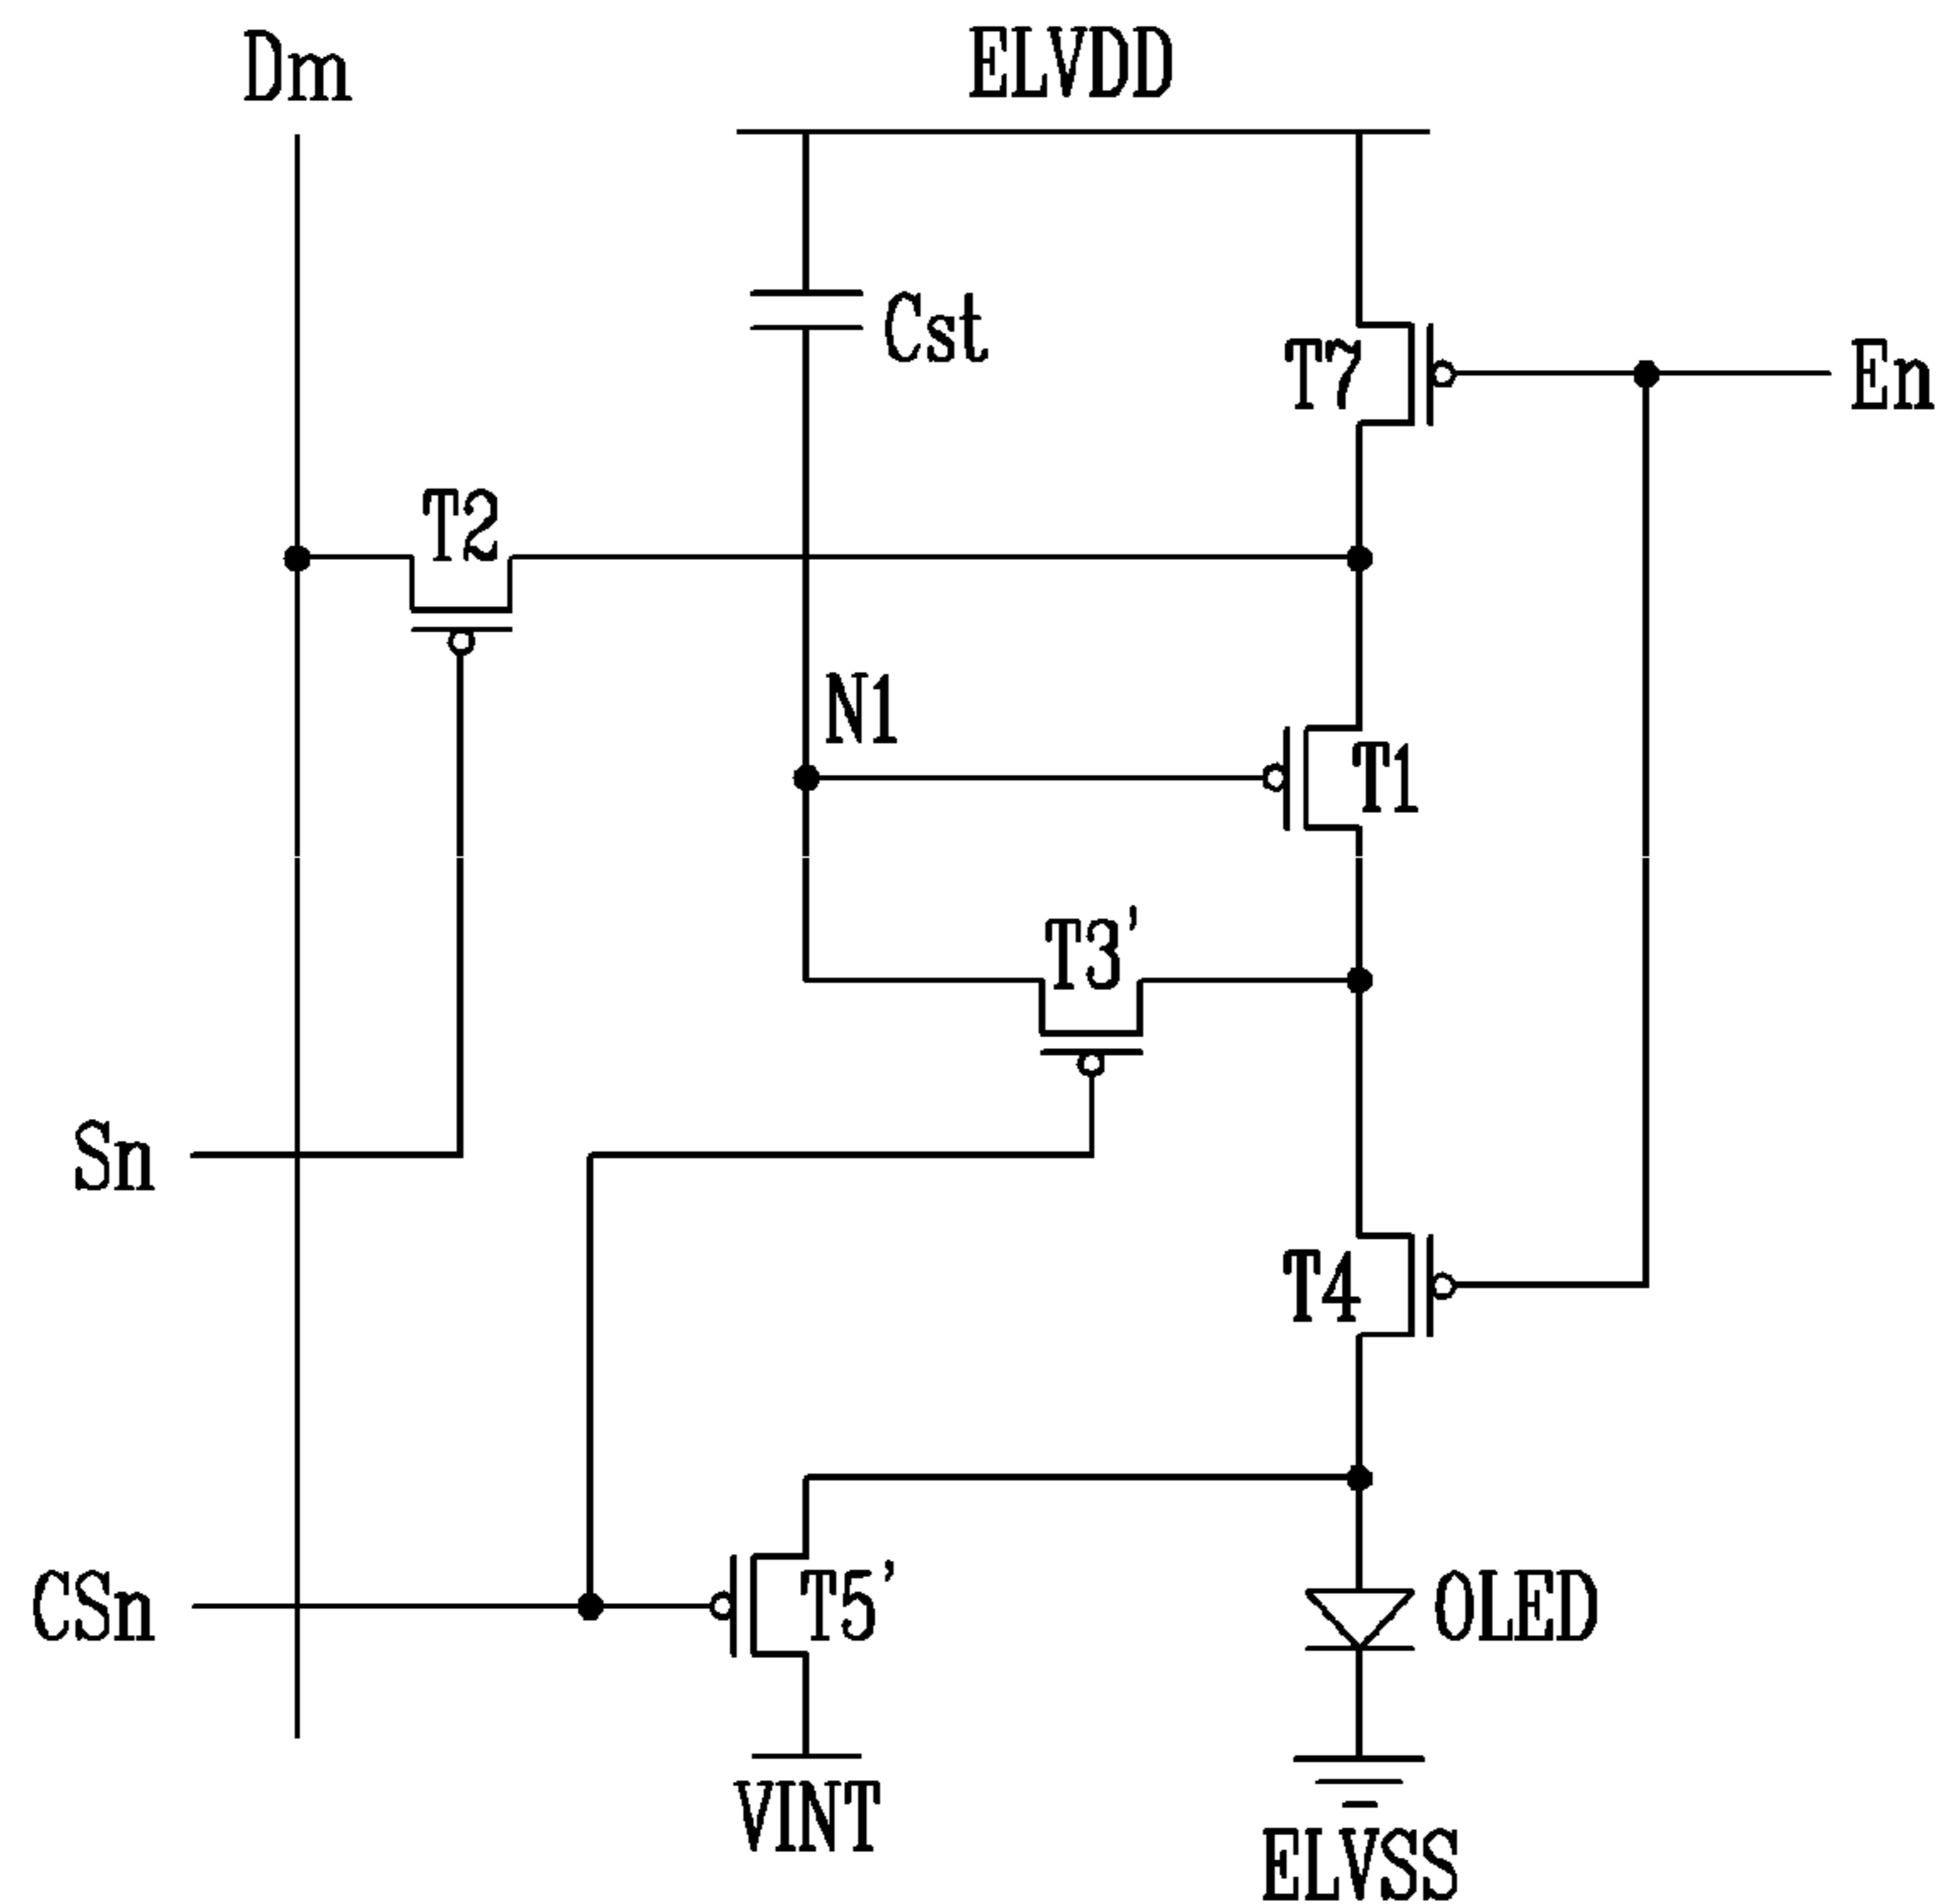 Dm
ELVDD
Cst
T7
En
T2
N1
T1
T3'
Sn
T4
CSn
T5'
OLED
VINT
ELVSS